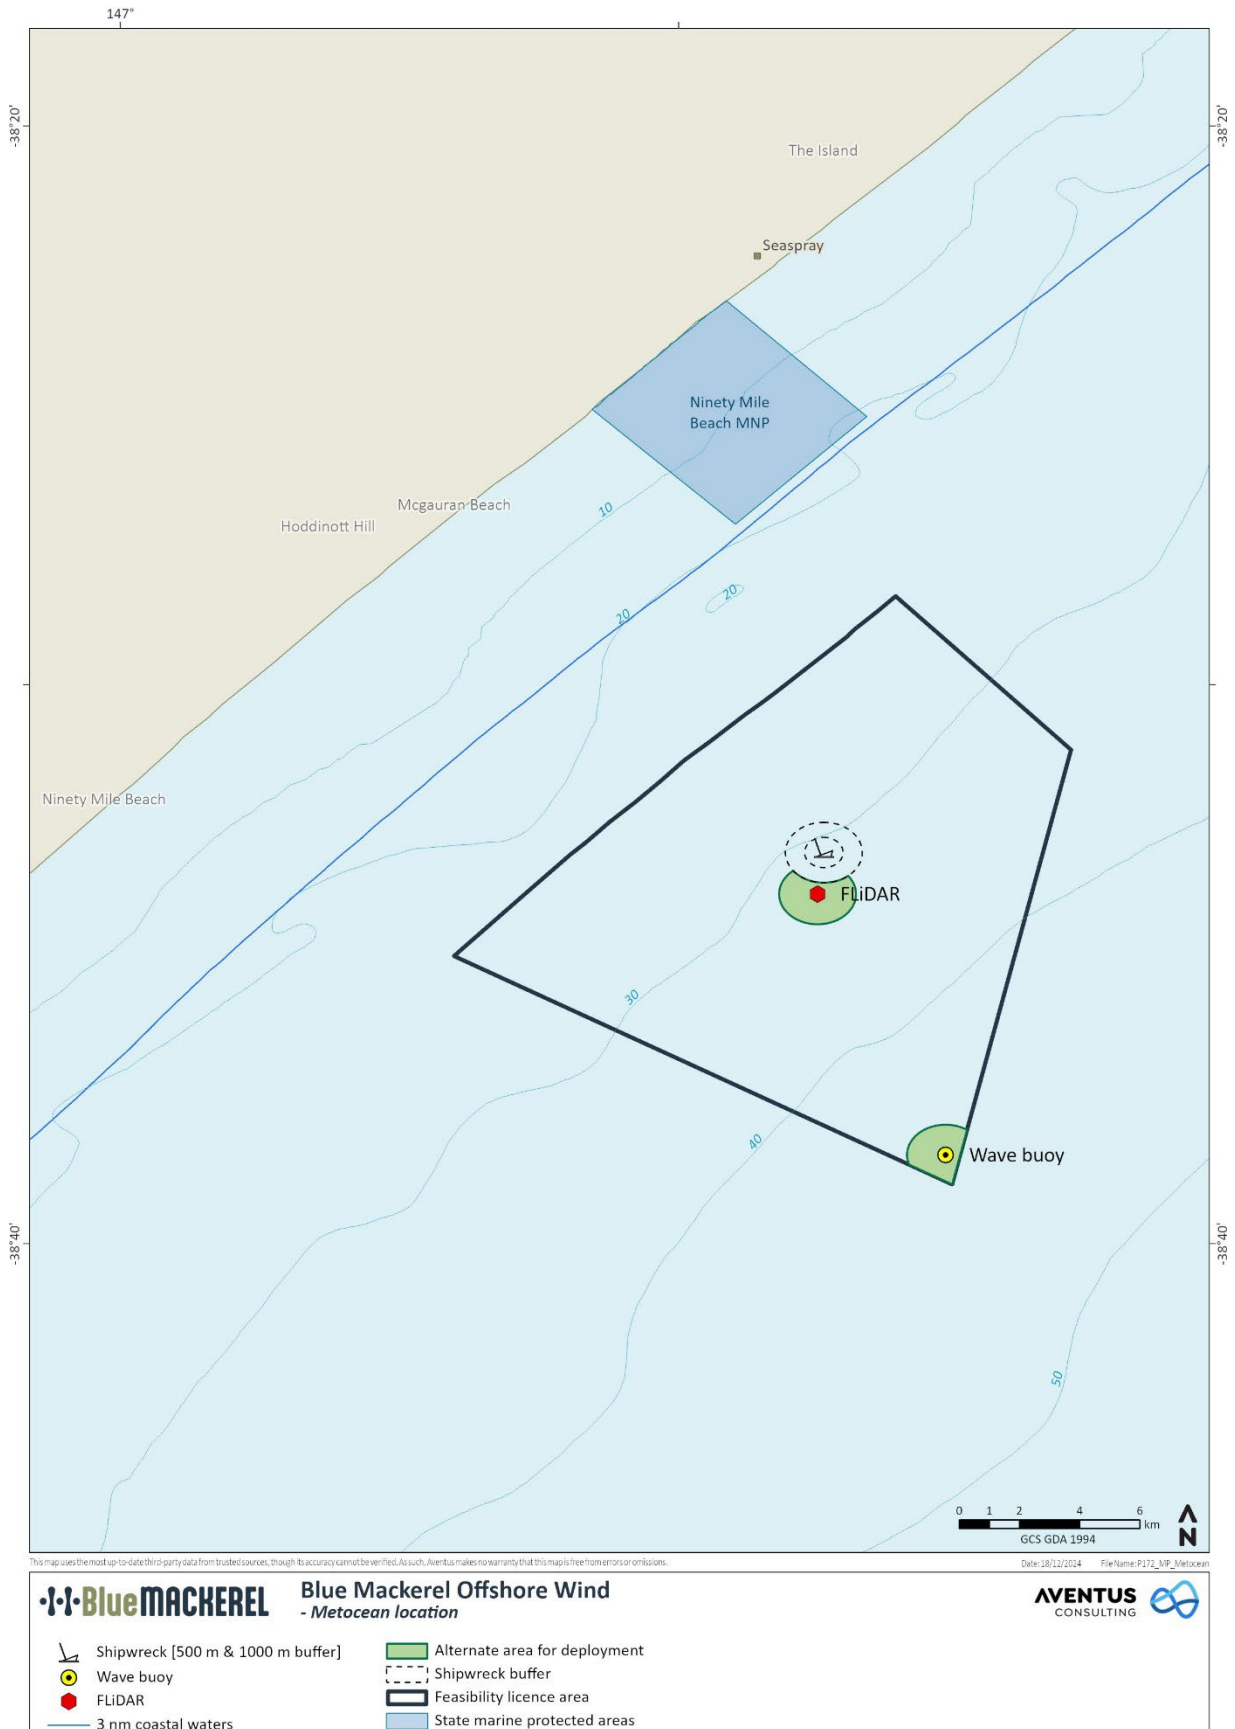 147°
-38°20'
-38°20'
The Island
Seaspray
Ninety Mile
Beach MNP
Mcgauran Beach
Hoddinott Hill
10
20
20
Ninety Mile Beach
FLiDAR
30
40
Wave buoy
-38°40'
-38°40'
50
0 1 2 4 6 km
GCS GDA 1994
N
This map uses the most up-to-date third-party data from trusted sources, though its accuracy cannot be verified. As such, Aventus makes no warranty that this map is free from errors or omissions.
Date: 18/12/2024 File Name: P172_MP_Metocean
BlueMACKEREL
Blue Mackerel Offshore Wind
- Metocean location
AVENTUS
CONSULTING
Shipwreck [500 m & 1000 m buffer]
Wave buoy
FLiDAR
3 nm coastal waters
Alternate area for deployment
Shipwreck buffer
Feasibility licence area
State marine protected areas